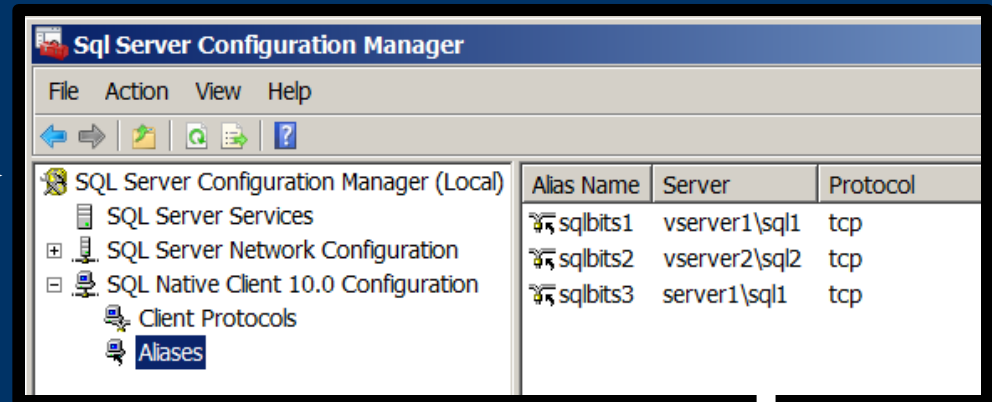 Sql Server Configuration Manager
File Action View Help
SQL Server Configuration Manager (Local)
SQL Server Services
SQL Server Network Configuration
SQL Native Client 10.0 Configuration
Client Protocols
Aliases
Alias Name Server Protocol
sqlbits1 vserver1\sql1 tcp
sqlbits2 vserver2\sql2 tcp
sqlbits3 server1\sql1 tcp